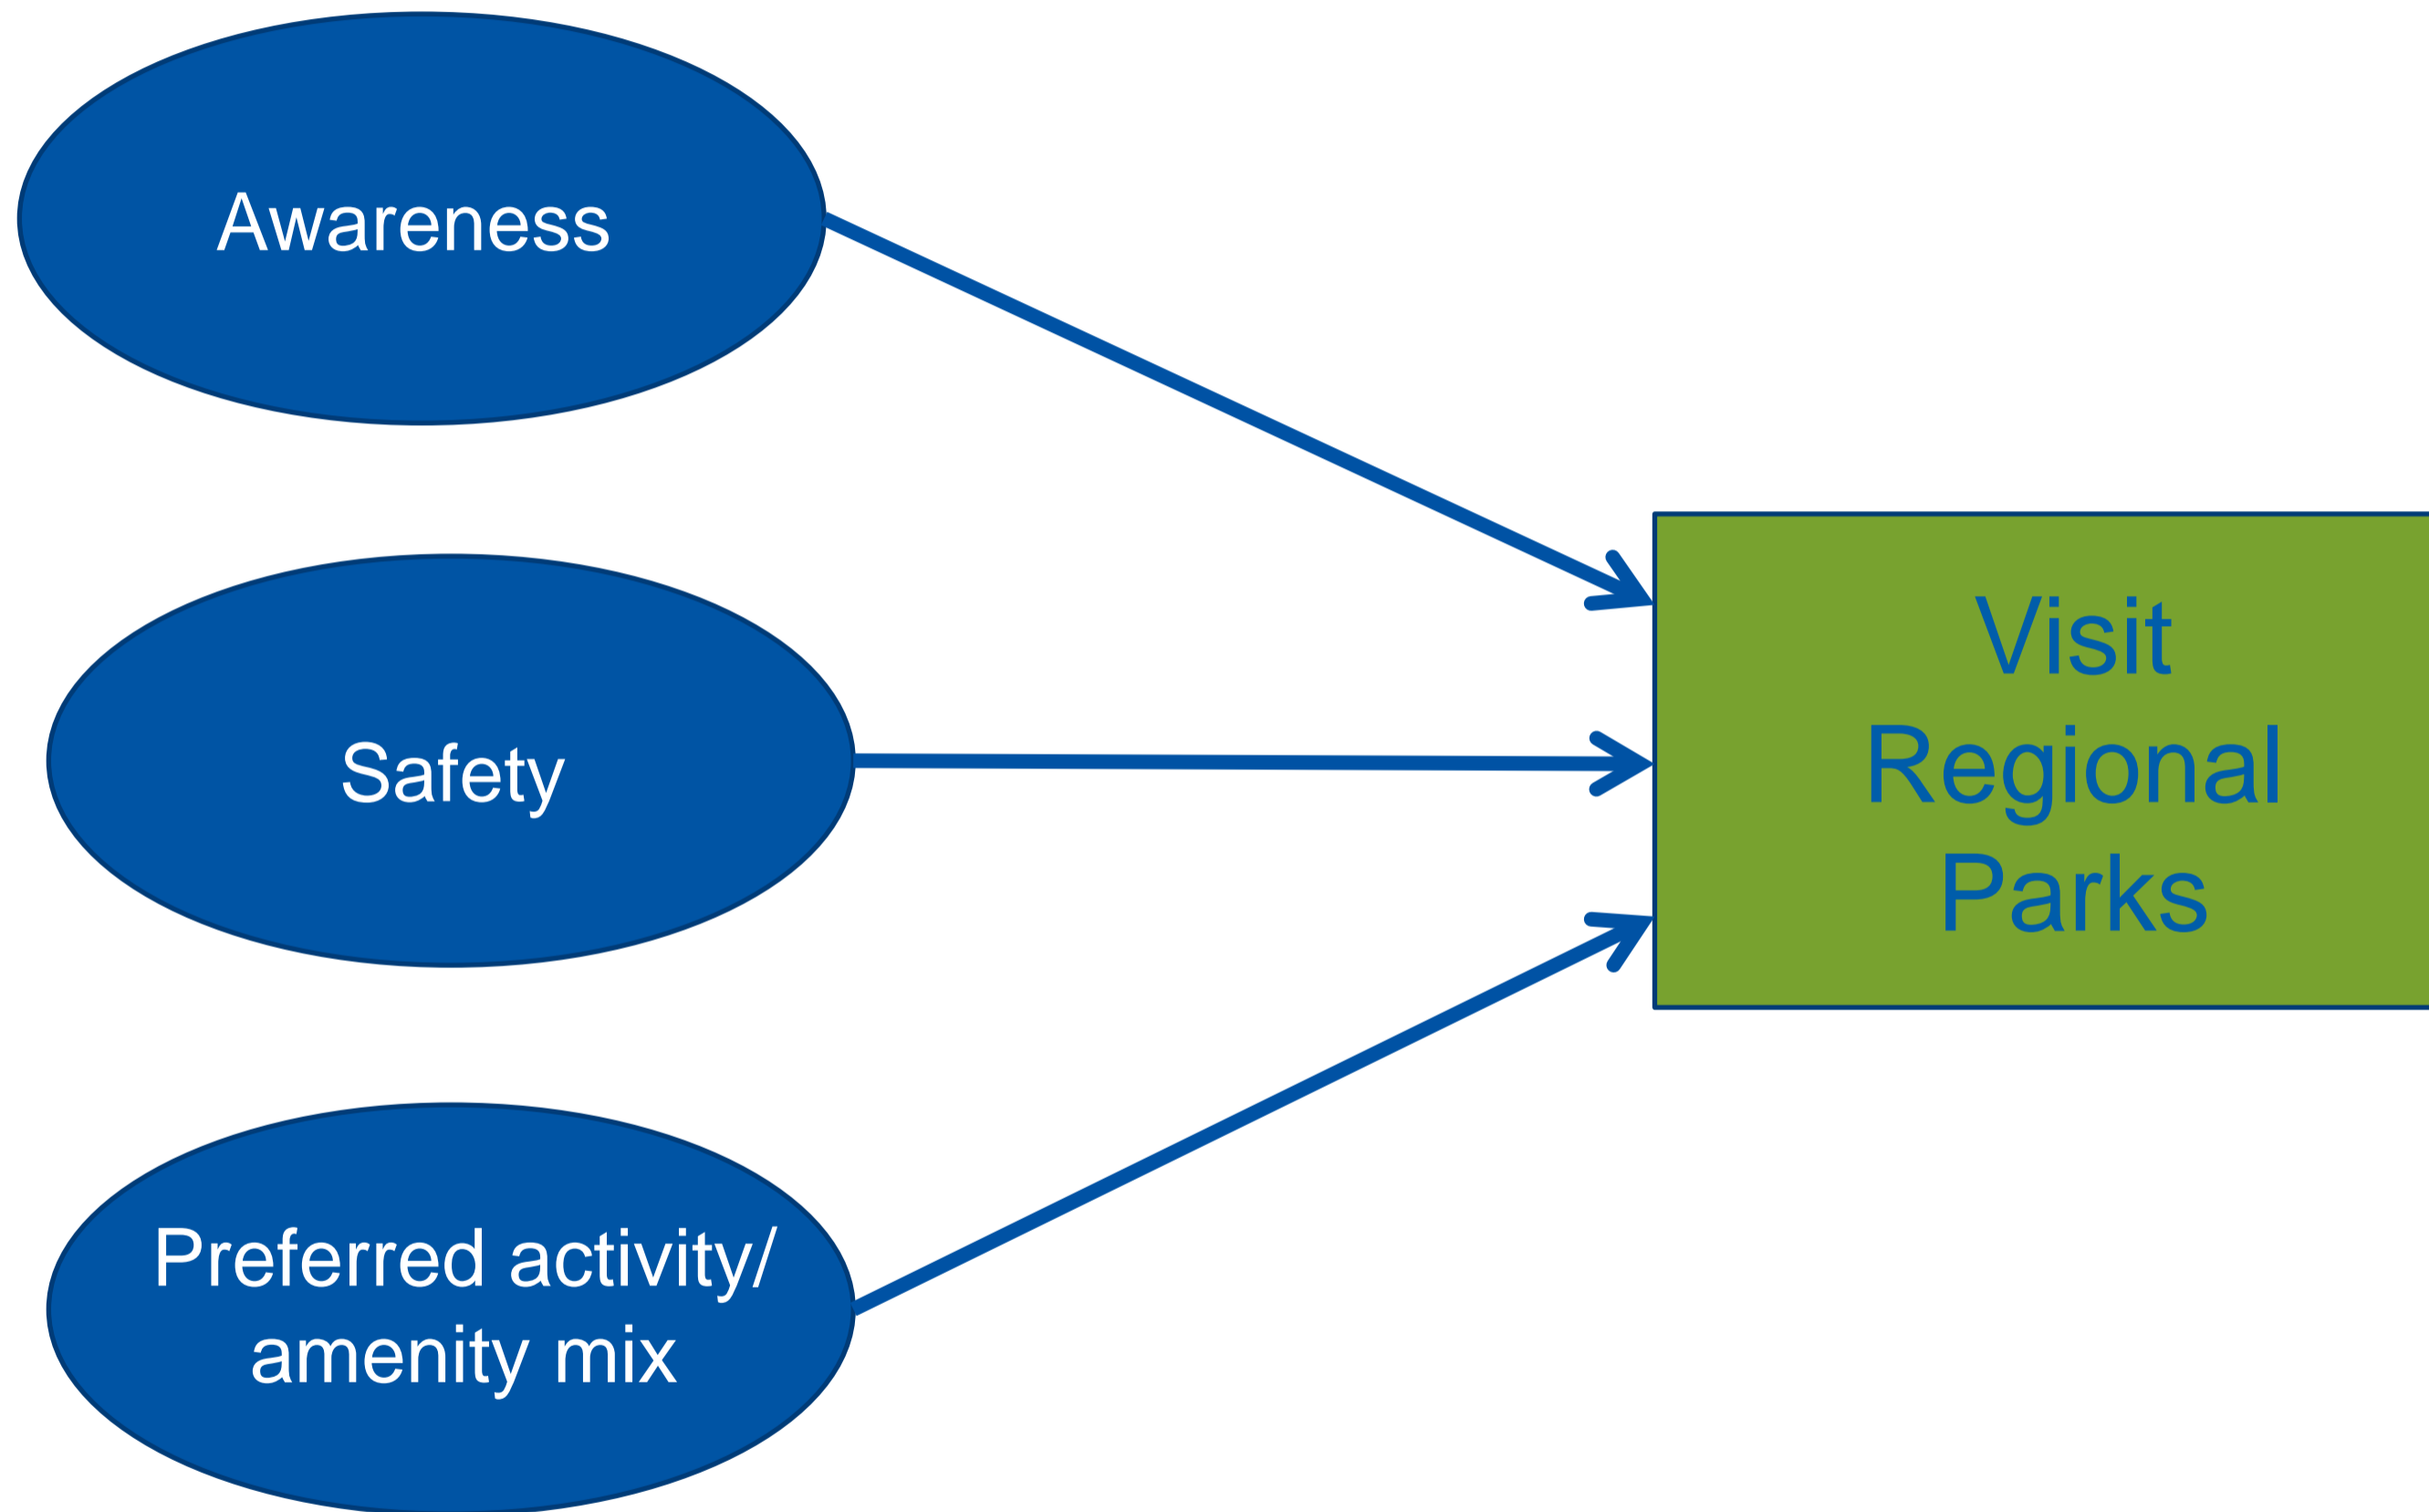 Awareness
Safety
Preferred activity/
amenity mix
Visit
Regional
Parks